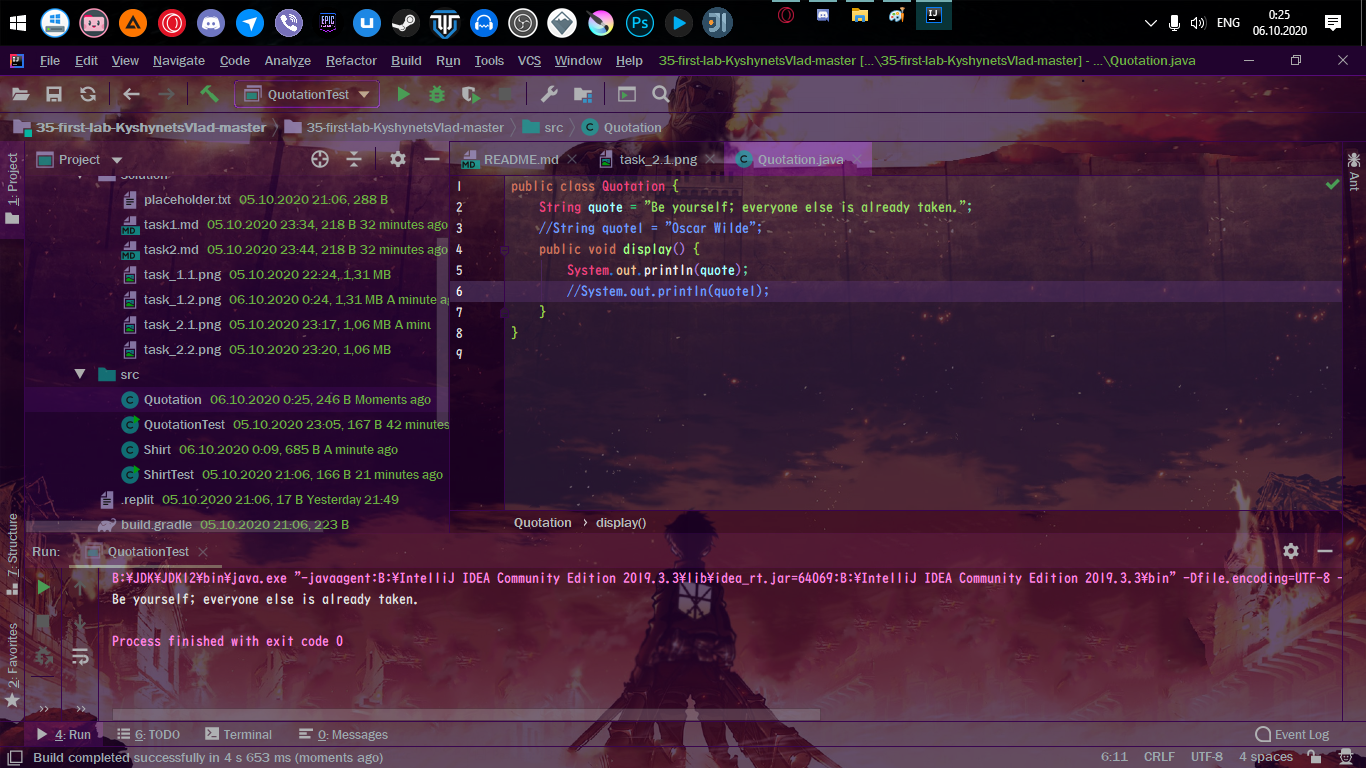 ENG
0:25
06.10.2020
File Edit View Navigate Code Analyze Refactor Build Run Tools VCS Window Help 35-first-lab-KyshynetsVlad-master [...\35-first-lab-KyshynetsVlad-master] - ...\Quotation.java
QuotationTest
35-first-lab-KyshynetsVlad-master 35-first-lab-KyshynetsVlad-master src Quotation
1: Project
Project
solution
placeholder.txt 05.10.2020 21:06, 288 B
task1.md 05.10.2020 23:34, 218 B 32 minutes ago
task2.md 05.10.2020 23:44, 218 B 32 minutes ago
task_1.1.png 05.10.2020 22:24, 1,31 MB
task_1.2.png 06.10.2020 0:24, 1,31 MB A minute a
task_2.1.png 05.10.2020 23:17, 1,06 MB A minu
task_2.2.png 05.10.2020 23:20, 1,06 MB
src
Quotation 06.10.2020 0:25, 246 B Moments ago
QuotationTest 05.10.2020 23:05, 167 B 42 minutes
Shirt 06.10.2020 0:09, 685 B A minute ago
ShirtTest 05.10.2020 21:06, 166 B 21 minutes ago
.replit 05.10.2020 21:06, 17 B Yesterday 21:49
build.gradle 05.10.2020 21:06, 223 B
README.md task_2.1.png Quotation.java
1 public class Quotation {
2 String quote = "Be yourself; everyone else is already taken.";
3 //String quote1 = "Oscar Wilde";
4 public void display() {
5 System.out.println(quote);
6 //System.out.println(quote1);
7 }
8 }
9
Quotation › display()
Ant
7: Structure
2: Favorites
Run: QuotationTest
B:¥JDK¥JDK12¥bin¥java.exe "-javaagent:B:¥IntelliJ IDEA Community Edition 2019.3.3¥lib¥idea_rt.jar=64069:B:¥IntelliJ IDEA Community Edition 2019.3.3¥bin" -Dfile.encoding=UTF-8 -
Be yourself; everyone else is already taken.
Process finished with exit code 0
4: Run 6: TODO Terminal 0: Messages Event Log
Build completed successfully in 4 s 653 ms (moments ago) 6:11 CRLF UTF-8 4 spaces